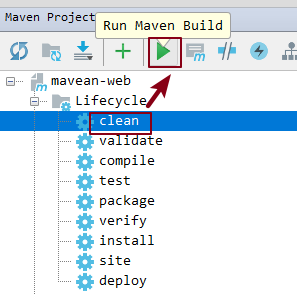 Run Maven Build
Maven Project
mavean-web
Lifecycle
clean
validate
compile
test
package
verify
install
site
deploy